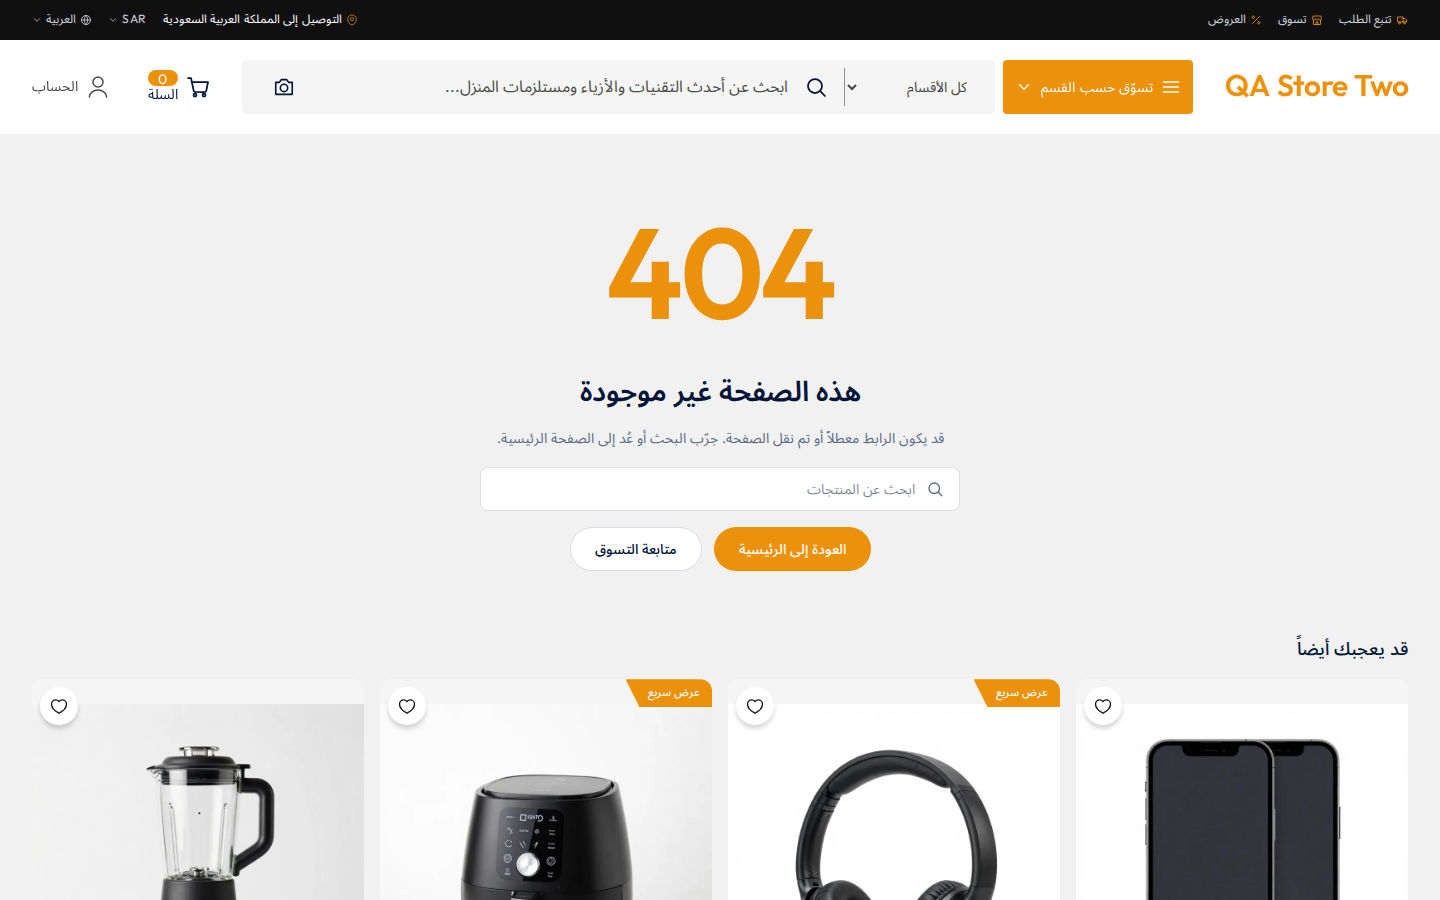 تتبع الطلب
تسوق
العروض
التوصيل إلى المملكة العربية السعودية
SAR
العربية
QA Store Two
تسوّق حسب القسم
كل الأقسام
ابحث عن أحدث التقنيات والأزياء ومستلزمات المنزل...
0
السلة
الحساب
404
هذه الصفحة غير موجودة
قد يكون الرابط معطلاً أو تم نقل الصفحة. جرّب البحث أو عُد إلى الصفحة الرئيسية.
ابحث عن المنتجات
العودة إلى الرئيسية
متابعة التسوق
قد يعجبك أيضاً
عرض سريع
عرض سريع